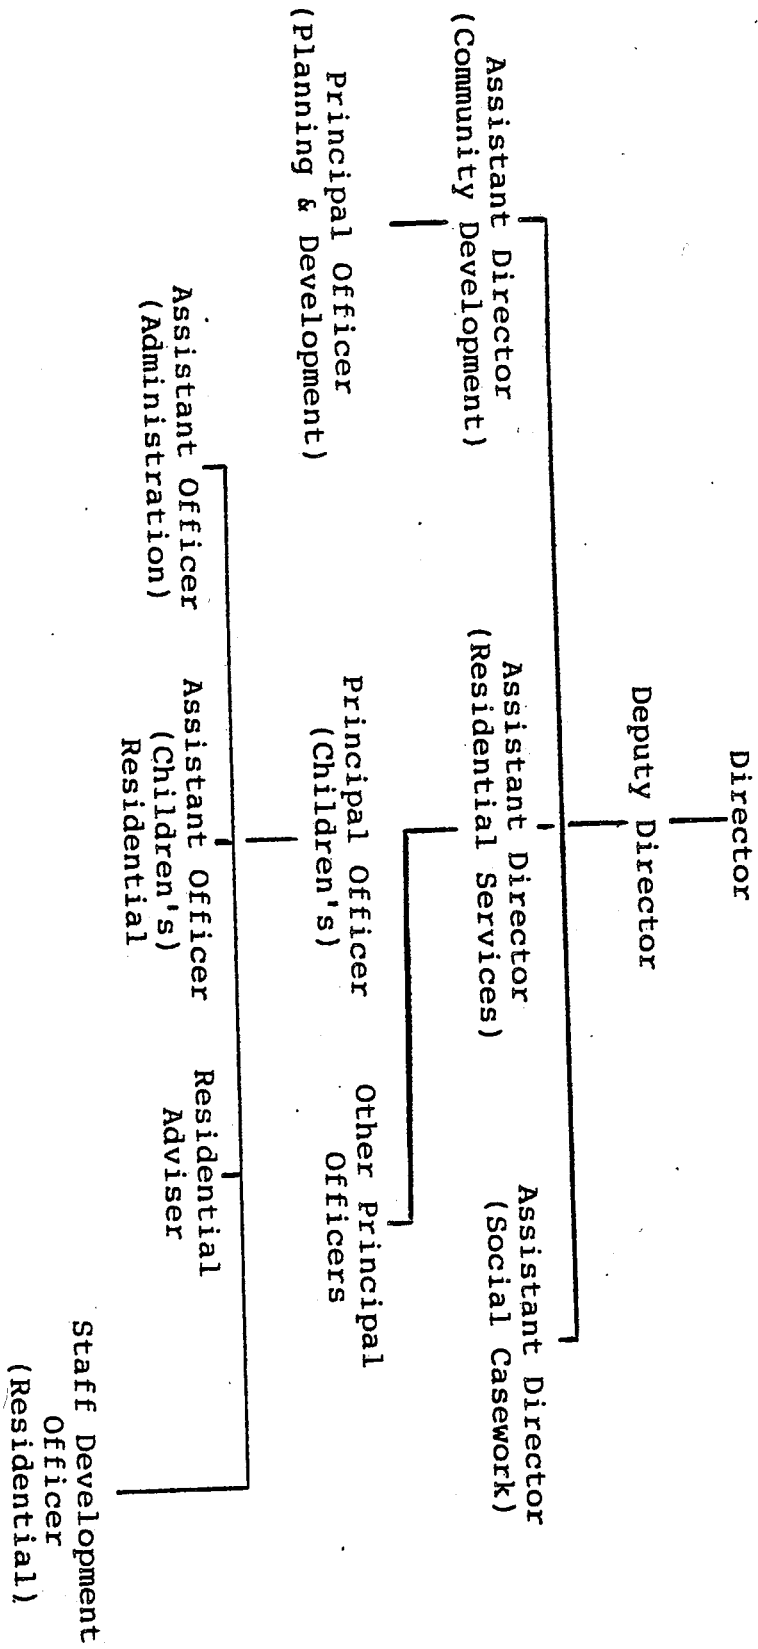 Director
Deputy Director
Assistant Director
(Community Development)
Assistant Director
(Residential Services)
Assistant Director
(Social Casework)
Principal Officer
(Planning & Development)
Principal Officer
(Children's)
Other Principal
Officers
Assistant Officer
(Administration)
Assistant Officer
(Children's)
Residential
Residential
Adviser
Staff Development
Officer
(Residential)